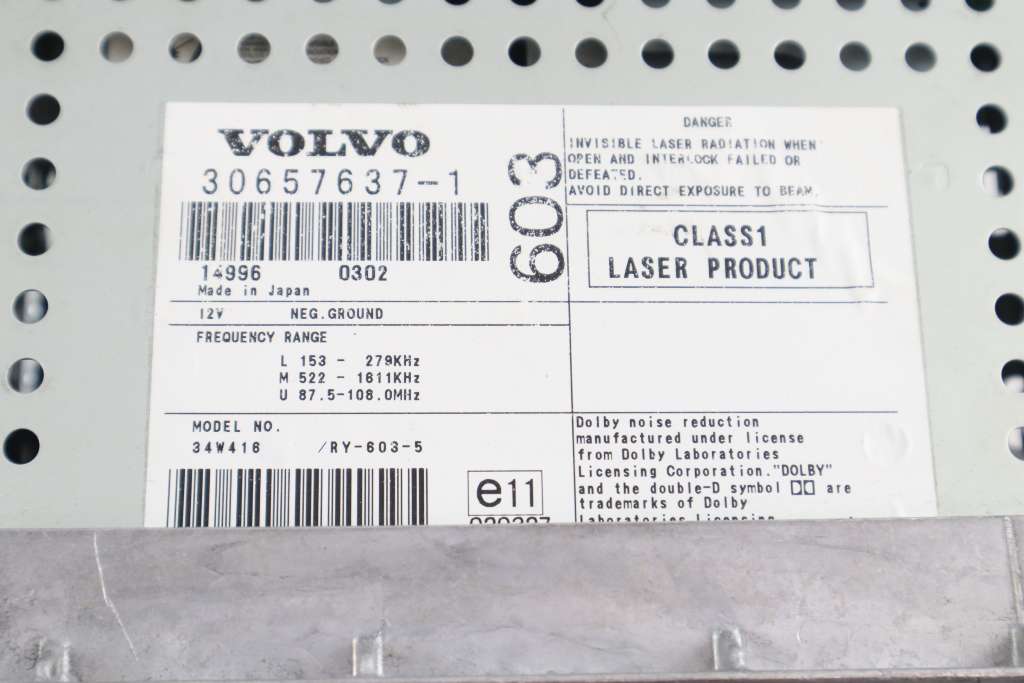 VOLVO
30657637-1
14996 0302
Made in Japan
603
12V NEG.GROUND
FREQUENCY RANGE
L 153 - 279KHz
M 522 - 1611KHz
U 87.5-108.0MHz
MODEL NO.
34W416 /RY-603-5
e11
DANGER
INVISIBLE LASER RADIATION WHEN
OPEN AND INTERLOCK FAILED OR
DEFEATED.
AVOID DIRECT EXPOSURE TO BEAM.
CLASS1
LASER PRODUCT
Dolby noise reduction
manufactured under license
from Dolby Laboratories
Licensing Corporation. "DOLBY"
and the double-D symbol are
trademarks of Dolby
Laboratories Licensing